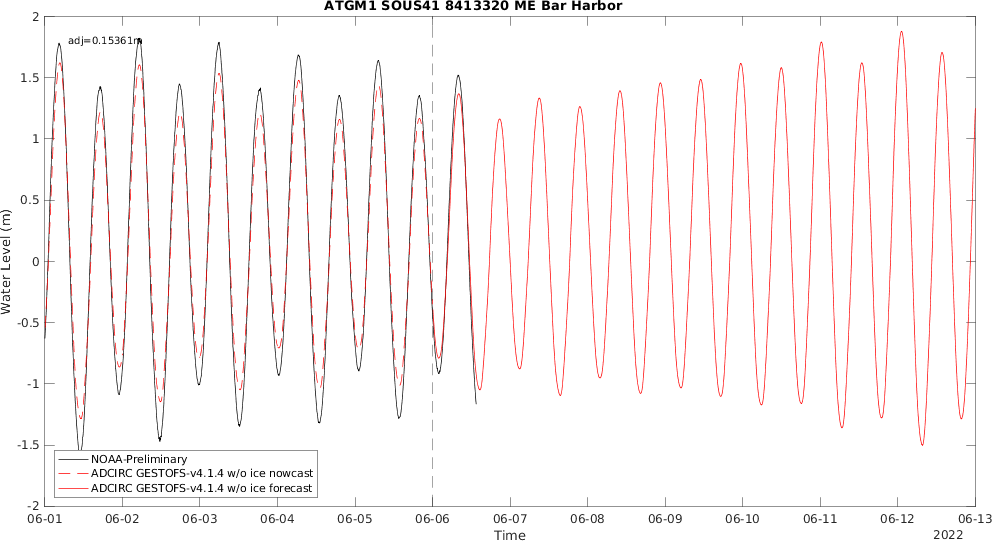 ATGM1 SOUS41 8413320 ME Bar Harbor
adj=0.15361m
2
1.5
1
0.5
0
-0.5
-1
-1.5
-2
Water Level (m)
NOAA-Preliminary
ADCIRC GESTOFS-v4.1.4 w/o ice nowcast
ADCIRC GESTOFS-v4.1.4 w/o ice forecast
06-01 06-02 06-03 06-04 06-05 06-06 06-07 06-08 06-09 06-10 06-11 06-12 06-13
Time
2022